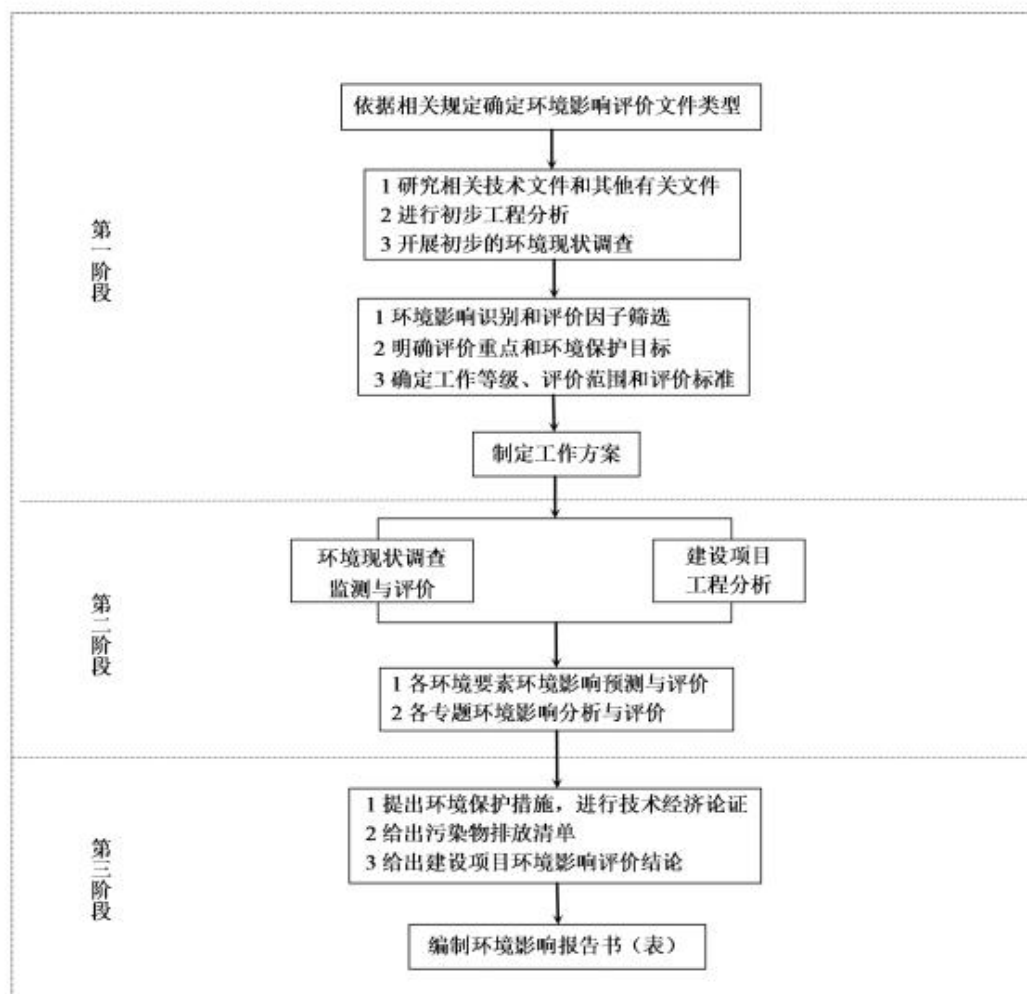 依据相关规定确定环境影响评价文件类型
1 研究相关技术文件和其他有关文件
2 进行初步工程分析
3 开展初步的环境现状调查
第一阶段
1 环境影响识别和评价因子筛选
2 明确评价重点和环境保护目标
3 确定工作等级、评价范围和评价标准
制定工作方案
环境现状调查
监测与评价
建设项目
工程分析
第二阶段
1 各环境要素环境影响预测与评价
2 各专题环境影响分析与评价
1 提出环境保护措施，进行技术经济论证
2 给出污染物排放清单
3 给出建设项目环境影响评价结论
第三阶段
编制环境影响报告书（表）